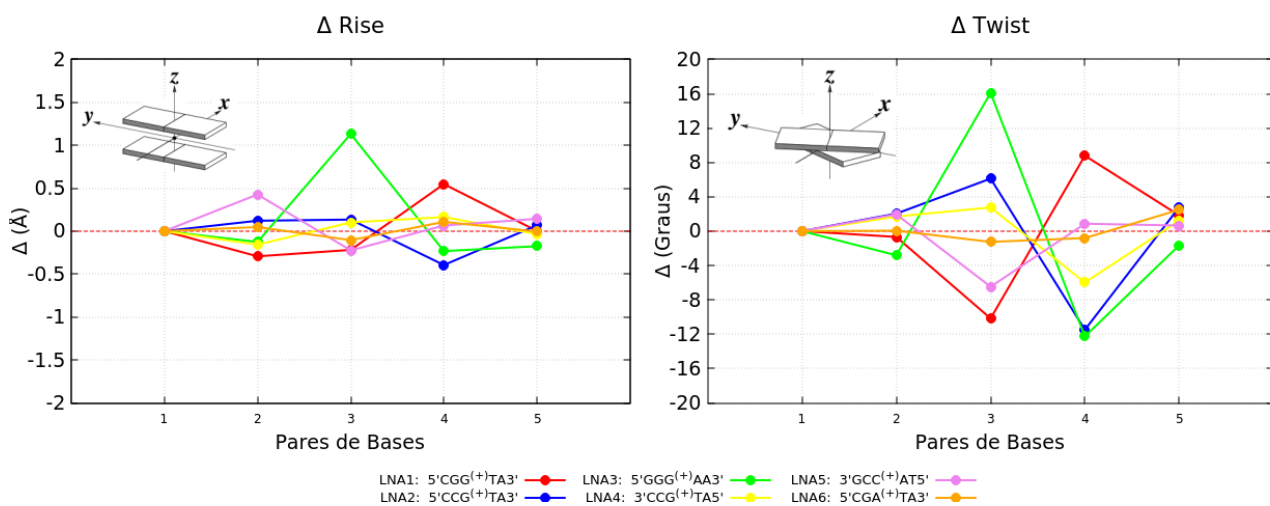 Δ Rise
2
1.5
1
0.5
0
-0.5
-1
-1.5
-2
Δ (Å)
z
x
y
1 2 3 4 5
Pares de Bases
Δ Twist
20
16
12
8
4
0
-4
-8
-12
-16
-20
Δ (Graus)
z
x
y
1 2 3 4 5
Pares de Bases
LNA1: 5'CGG(+)TA3' LNA3: 5'GGG(+)AA3' LNA5: 3'GCC(+)AT5'
LNA2: 5'CCG(+)TA3' LNA4: 3'CCG(+)TA5' LNA6: 5'CGA(+)TA3'